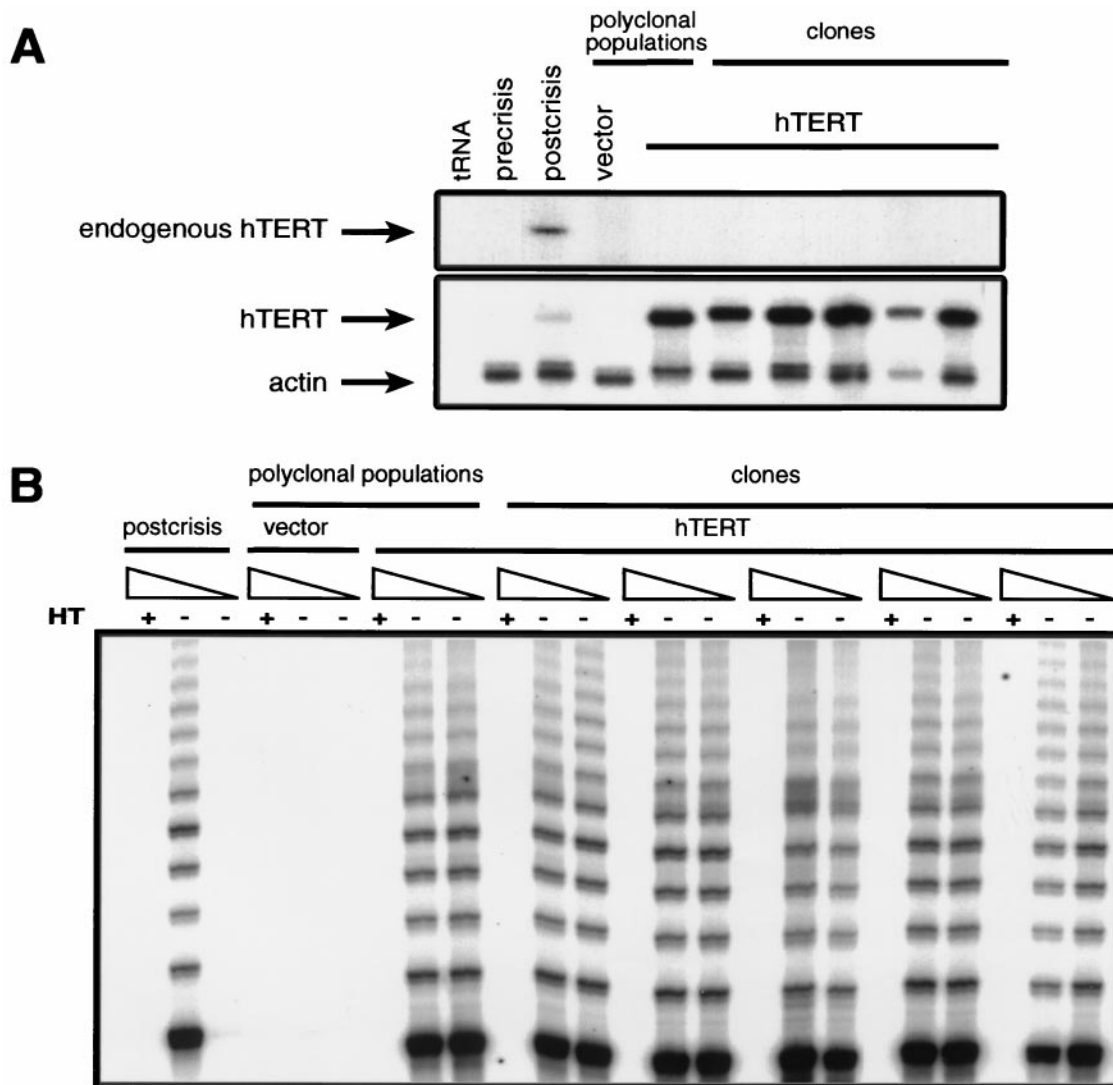 A
polyclonal populations
clones
tRNA
precrisis
postcrisis
vector
hTERT
endogenous hTERT
hTERT
actin
B
polyclonal populations
clones
postcrisis
vector
hTERT
HT + - - + - - + - - + - - + - - + - - + - - + - -